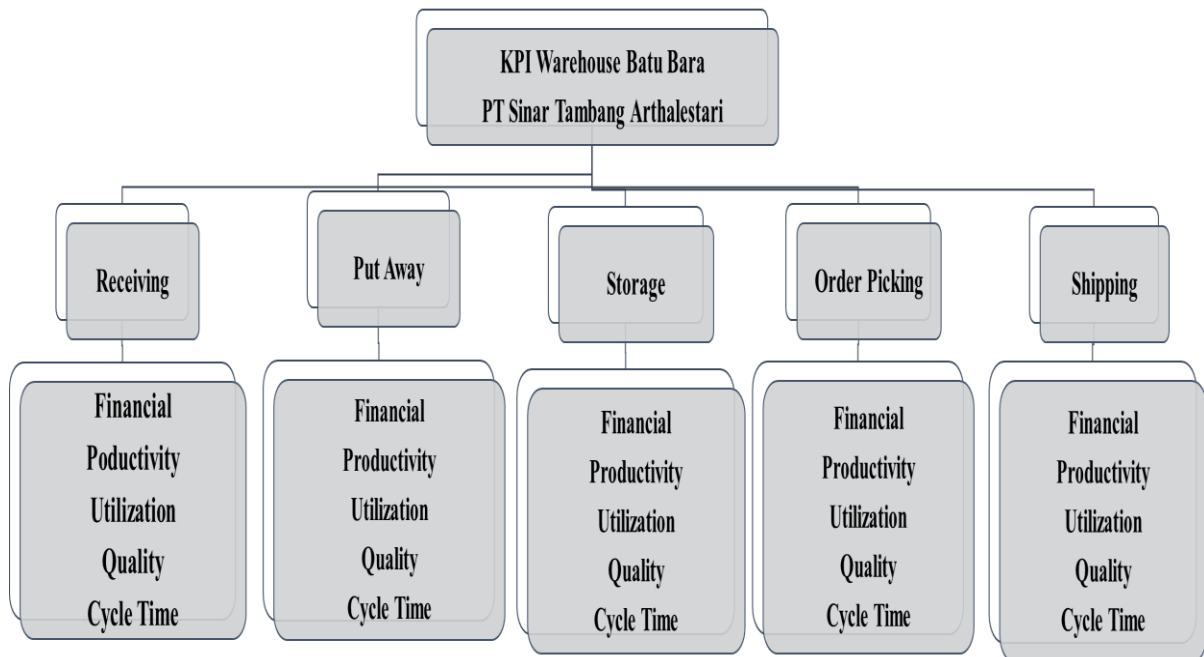 KPI Warehouse Batu Bara
PT Sinar Tambang Arthalestari
Receiving
Put Away
Storage
Order Picking
Shipping
Financial
Poductivity
Utilization
Quality
Cycle Time
Financial
Productivity
Utilization
Quality
Cycle Time
Financial
Productivity
Utilization
Quality
Cycle Time
Financial
Productivity
Utilization
Quality
Cycle Time
Financial
Productivity
Utilization
Quality
Cycle Time